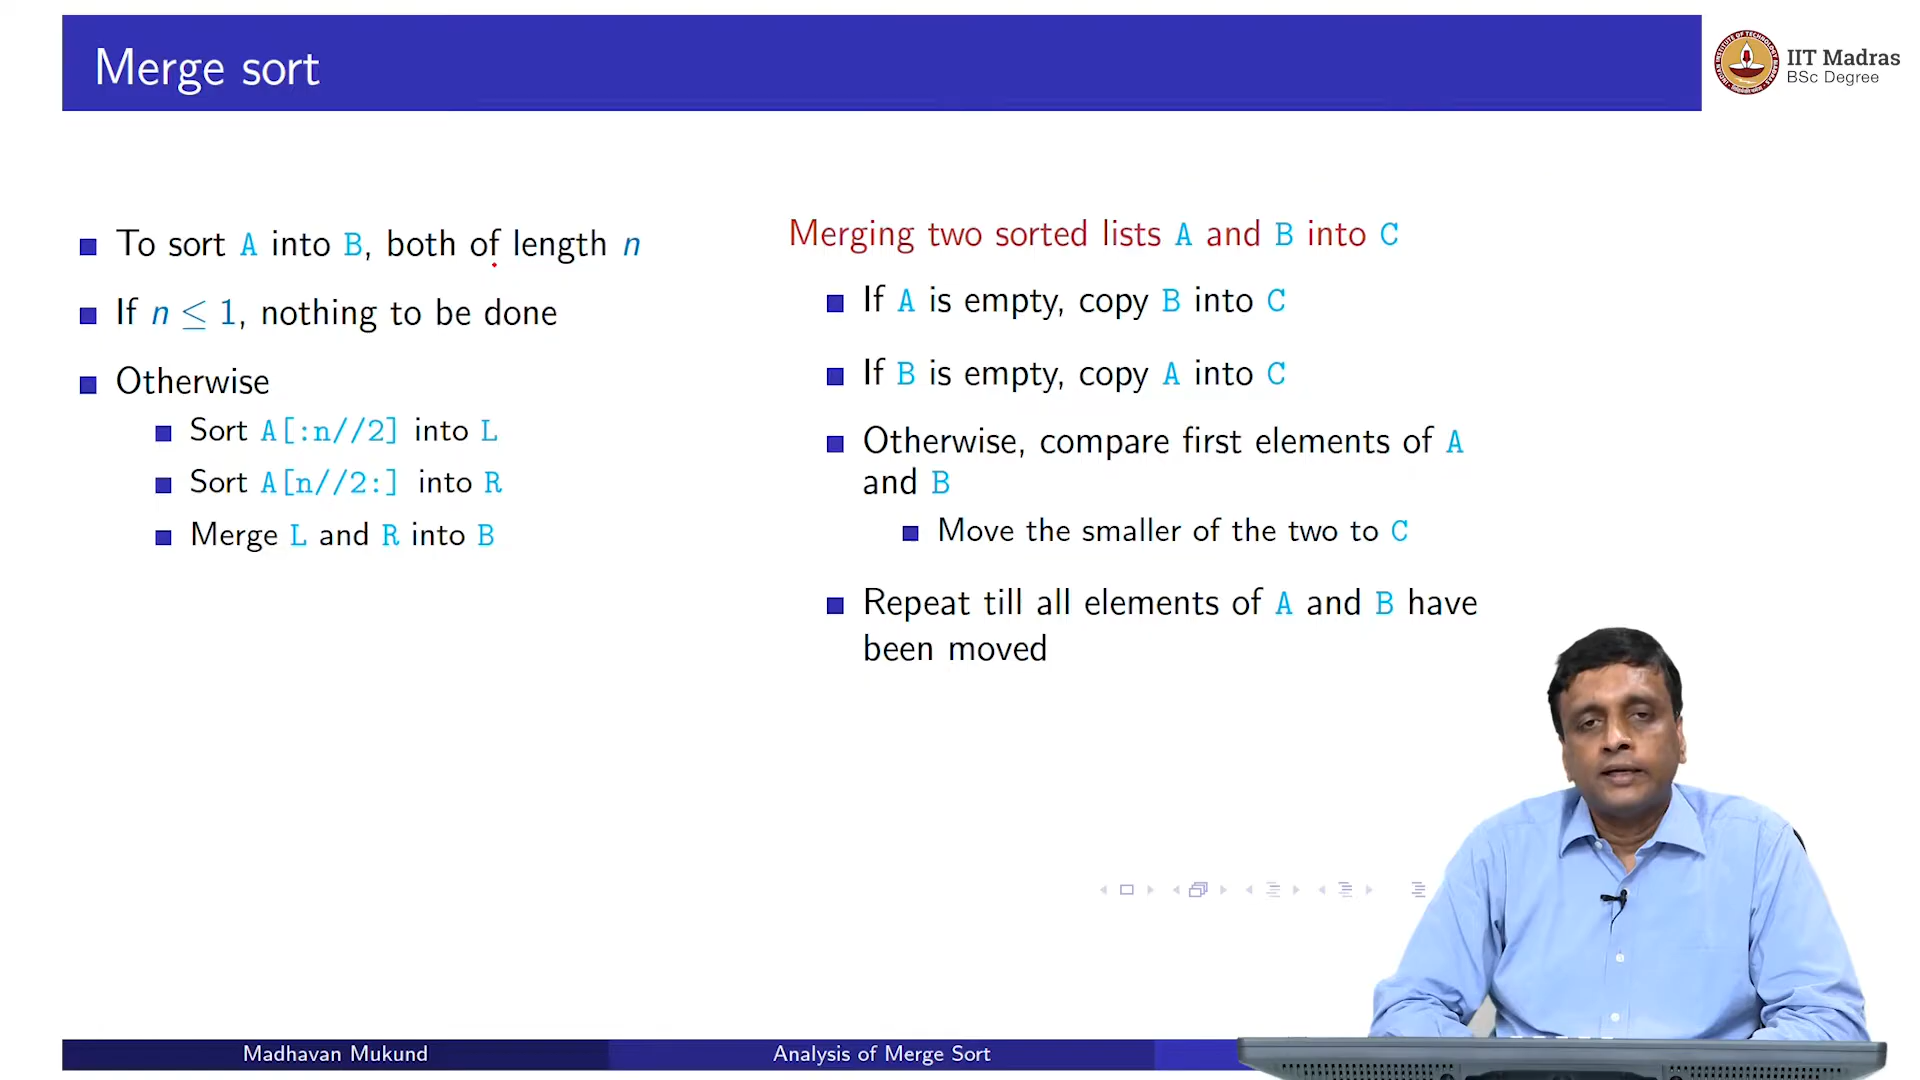 Merge sort
IIT Madras
BSc Degree
To sort A into B, both of length n
If n ≤ 1, nothing to be done
Otherwise
Sort A[:n//2] into L
Sort A[n//2:] into R
Merge L and R into B
Merging two sorted lists A and B into C
If A is empty, copy B into C
If B is empty, copy A into C
Otherwise, compare first elements of A
and B
Move the smaller of the two to C
Repeat till all elements of A and B have
been moved
Madhavan Mukund
Analysis of Merge Sort